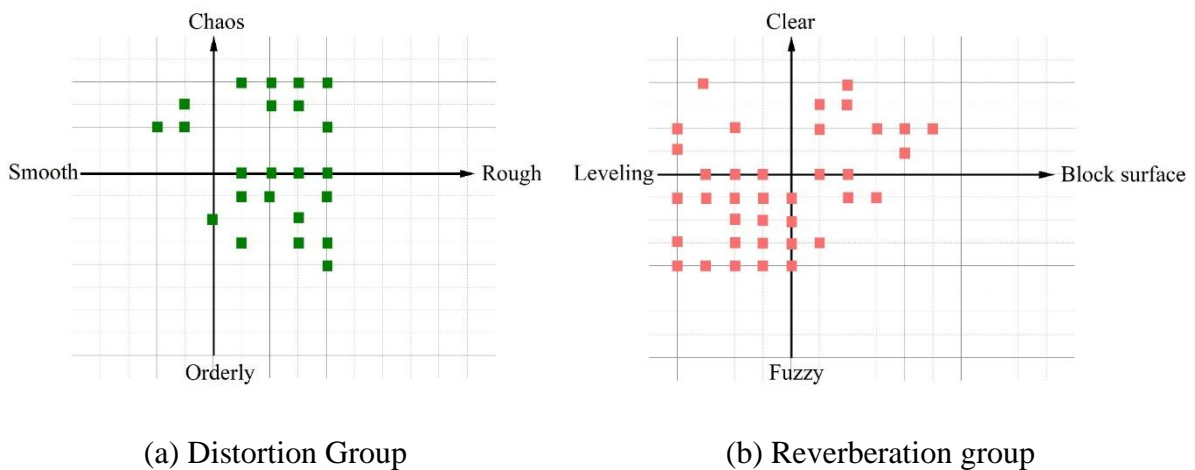 Chaos
Smooth
Rough
Orderly
(a) Distortion Group
Clear
Leveling
Block surface
Fuzzy
(b) Reverberation group